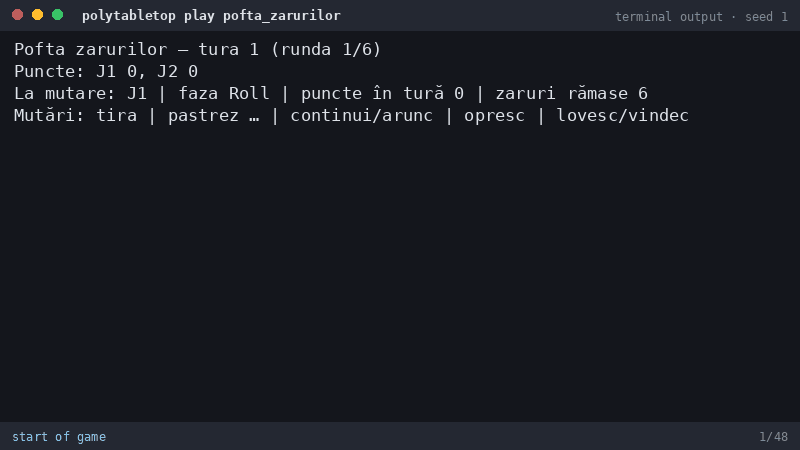 polytabletop play pofta_zarurilor
terminal output · seed 1
Pofta zarurilor — tura 1 (runda 1/6)
Puncte: J1 0, J2 0
La mutare: J1 | faza Roll | puncte în tură 0 | zaruri rămase 6
Mutări: tira | pastrez … | continui/arunc | opresc | lovesc/vindec
start of game
1/48